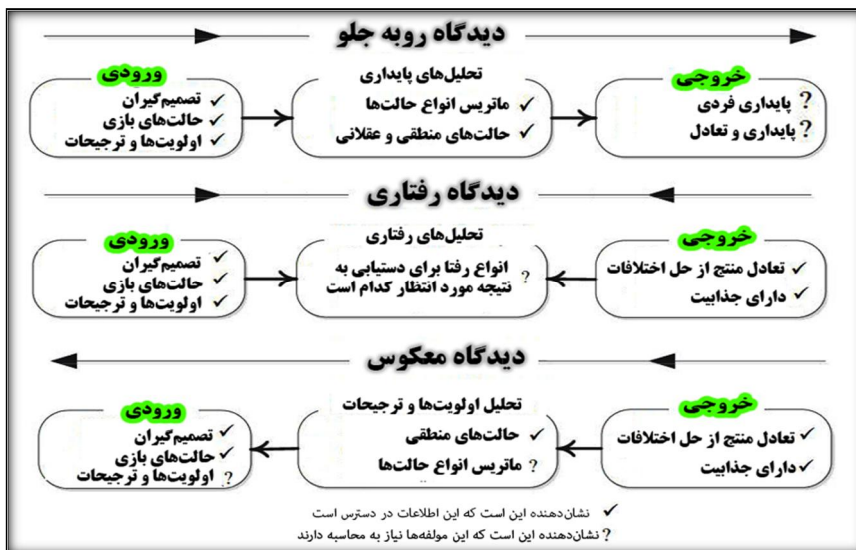 دیدگاه روبه جلو
ورودی
✓ تصمیم‌گیران
✓ حالت‌های بازی
✓ اولویت‌ها و ترجیحات
تحلیل‌های پایداری
✓ ماتریس انواع حالت‌ها
✓ حالت‌های منطقی و عقلانی
خروجی
? پایداری فردی
? پایداری و تعادل
دیدگاه رفتاری
ورودی
✓ تصمیم‌گیران
✓ حالت‌های بازی
✓ اولویت‌ها و ترجیحات
تحلیل‌های رفتاری
? انواع رفتا برای دستیابی به
نتیجه مورد انتظار کدام است
خروجی
✓ تعادل منتج از حل اختلافات
✓ دارای جذابیت
دیدگاه معکوس
خروجی
✓ تعادل منتج از حل اختلافات
✓ دارای جذابیت
تحلیل اولویت‌ها و ترجیحات
✓ حالت‌های منطقی
? ماتریس انواع حالت‌ها
ورودی
✓ تصمیم‌گیران
✓ حالت‌های بازی
? اولویت‌ها و ترجیحات
✓ نشان‌دهنده این است که این اطلاعات در دسترس است
? نشان‌دهنده این است که این مولفه‌ها نیاز به محاسبه دارند